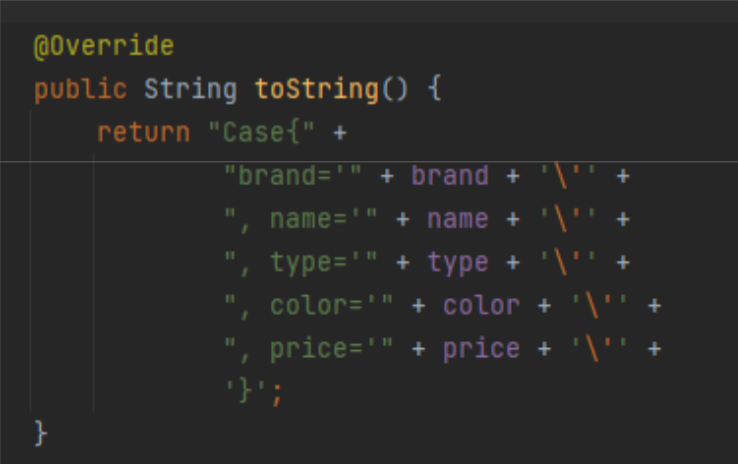 @Override
public String toString() {
    return "Case{" +
            "brand='" + brand + '\'' +
            ", name='" + name + '\'' +
            ", type='" + type + '\'' +
            ", color='" + color + '\'' +
            ", price='" + price + '\'' +
            '}';
}